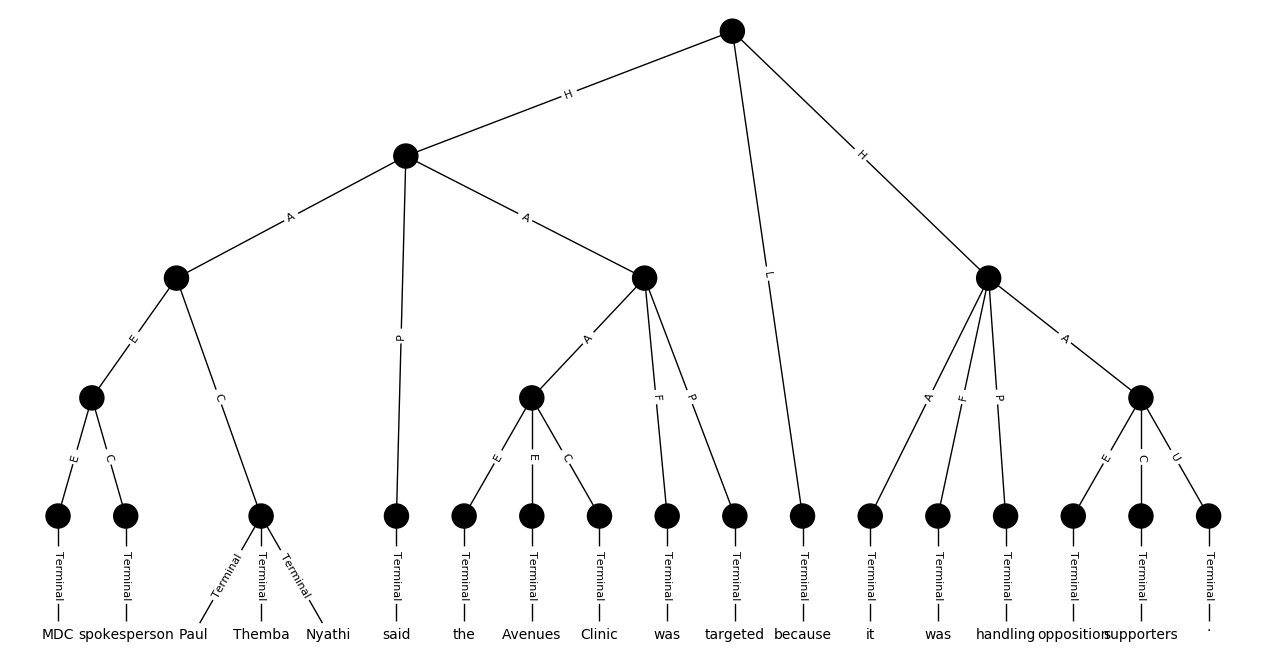 H
H
A
A
L
E
C
P
A
F
P
A
F
P
A
E
C
E
E
C
E
C
U
Terminal Terminal Terminal Terminal Terminal Terminal Terminal Terminal Terminal Terminal Terminal Terminal Terminal Terminal Terminal Terminal Terminal Terminal
MDC spokesperson Paul Themba Nyathi said the Avenues Clinic was targeted because it was handling opposition supporters .